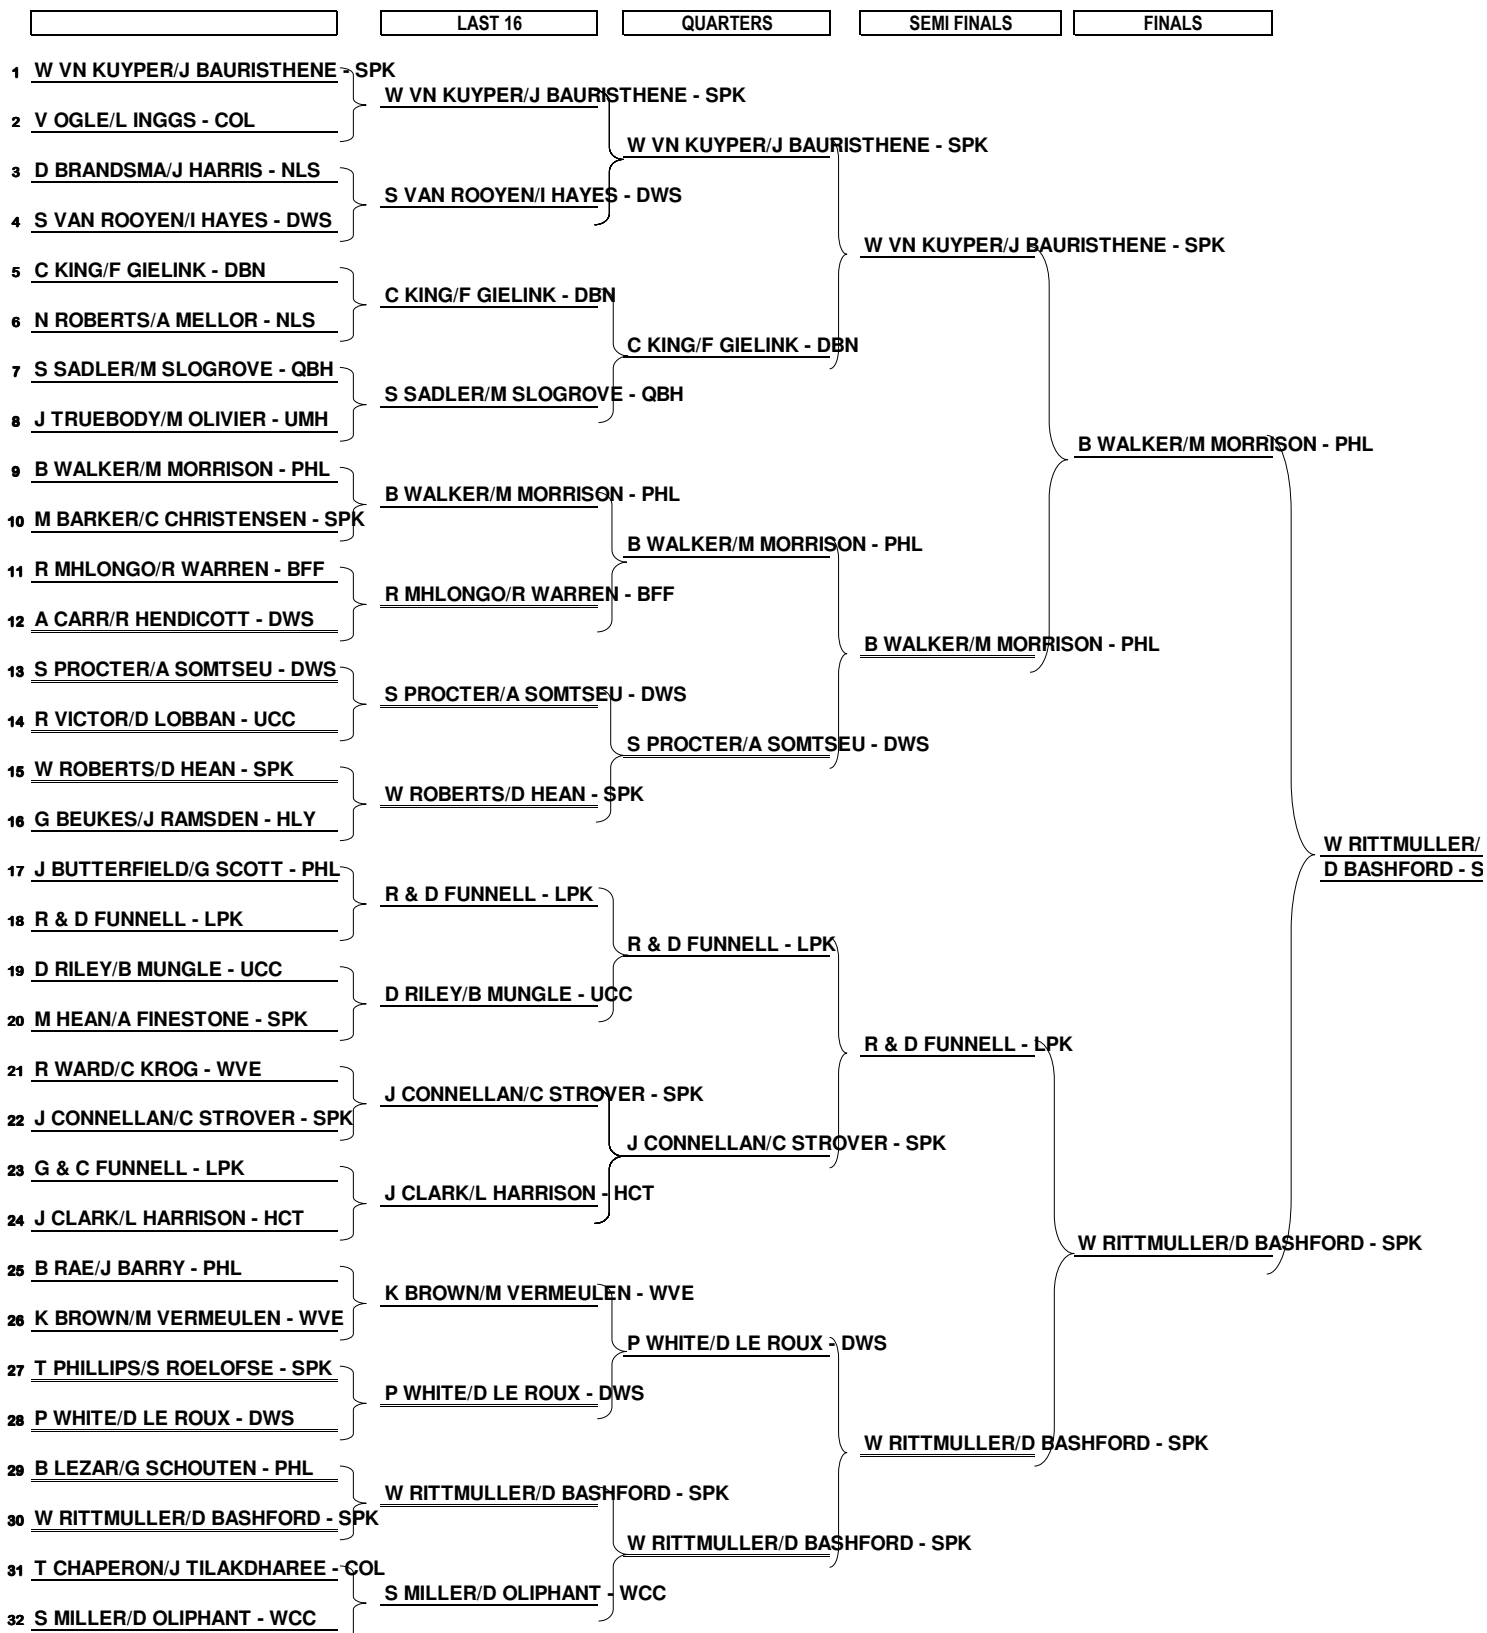 LAST 16
QUARTERS
SEMI FINALS
FINALS
1 W VN KUYPER/J BAURISTHENE - SPK
2 V OGLE/L INGGS - COL
3 D BRANDSMA/J HARRIS - NLS
4 S VAN ROOYEN/I HAYES - DWS
5 C KING/F GIELINK - DBN
6 N ROBERTS/A MELLOR - NLS
7 S SADLER/M SLOGROVE - QBH
8 J TRUEBODY/M OLIVIER - UMH
9 B WALKER/M MORRISON - PHL
10 M BARKER/C CHRISTENSEN - SPK
11 R MHLONGO/R WARREN - BFF
12 A CARR/R HENDICOTT - DWS
13 S PROCTER/A SOMTSEU - DWS
14 R VICTOR/D LOBBAN - UCC
15 W ROBERTS/D HEAN - SPK
16 G BEUKES/J RAMSDEN - HLY
17 J BUTTERFIELD/G SCOTT - PHL
18 R & D FUNNELL - LPK
19 D RILEY/B MUNGLE - UCC
20 M HEAN/A FINESTONE - SPK
21 R WARD/C KROG - WVE
22 J CONNELLAN/C STROVER - SPK
23 G & C FUNNELL - LPK
24 J CLARK/L HARRISON - HCT
25 B RAE/J BARRY - PHL
26 K BROWN/M VERMEULEN - WVE
27 T PHILLIPS/S ROELOFSE - SPK
28 P WHITE/D LE ROUX - DWS
29 B LEZAR/G SCHOUTEN - PHL
30 W RITTMULLER/D BASHFORD - SPK
31 T CHAPERON/J TILAKDHAREE - COL
32 S MILLER/D OLIPHANT - WCC
W VN KUYPER/J BAURISTHENE - SPK
S VAN ROOYEN/I HAYES - DWS
C KING/F GIELINK - DBN
S SADLER/M SLOGROVE - QBH
B WALKER/M MORRISON - PHL
R MHLONGO/R WARREN - BFF
S PROCTER/A SOMTSEU - DWS
W ROBERTS/D HEAN - SPK
R & D FUNNELL - LPK
D RILEY/B MUNGLE - UCC
J CONNELLAN/C STROVER - SPK
J CLARK/L HARRISON - HCT
K BROWN/M VERMEULEN - WVE
P WHITE/D LE ROUX - DWS
W RITTMULLER/D BASHFORD - SPK
S MILLER/D OLIPHANT - WCC
W VN KUYPER/J BAURISTHENE - SPK
C KING/F GIELINK - DBN
B WALKER/M MORRISON - PHL
S PROCTER/A SOMTSEU - DWS
R & D FUNNELL - LPK
J CONNELLAN/C STROVER - SPK
P WHITE/D LE ROUX - DWS
W RITTMULLER/D BASHFORD - SPK
W VN KUYPER/J BAURISTHENE - SPK
B WALKER/M MORRISON - PHL
R & D FUNNELL - LPK
W RITTMULLER/D BASHFORD - SPK
B WALKER/M MORRISON - PHL
W RITTMULLER/D BASHFORD - SPK
W RITTMULLER/
D BASHFORD - S